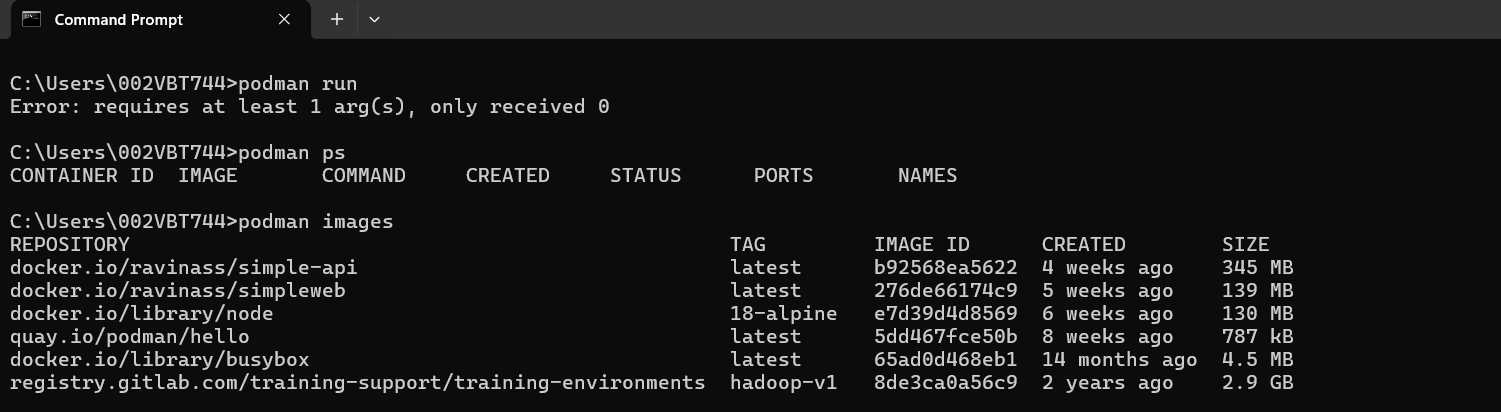 Command Prompt
C:\Users\002VBT744>podman run
Error: requires at least 1 arg(s), only received 0
C:\Users\002VBT744>podman ps
CONTAINER ID  IMAGE       COMMAND     CREATED     STATUS      PORTS       NAMES
C:\Users\002VBT744>podman images
REPOSITORY                                                  TAG         IMAGE ID      CREATED        SIZE
docker.io/ravinass/simple-api                               latest      b92568ea5622  4 weeks ago    345 MB
docker.io/ravinass/simpleweb                                latest      276de66174c9  5 weeks ago    139 MB
docker.io/library/node                                      18-alpine   e7d39d4d8569  6 weeks ago    130 MB
quay.io/podman/hello                                        latest      5dd467fce50b  8 weeks ago    787 kB
docker.io/library/busybox                                   latest      65ad0d468eb1  14 months ago  4.5 MB
registry.gitlab.com/training-support/training-environments  hadoop-v1   8de3ca0a56c9  2 years ago    2.9 GB